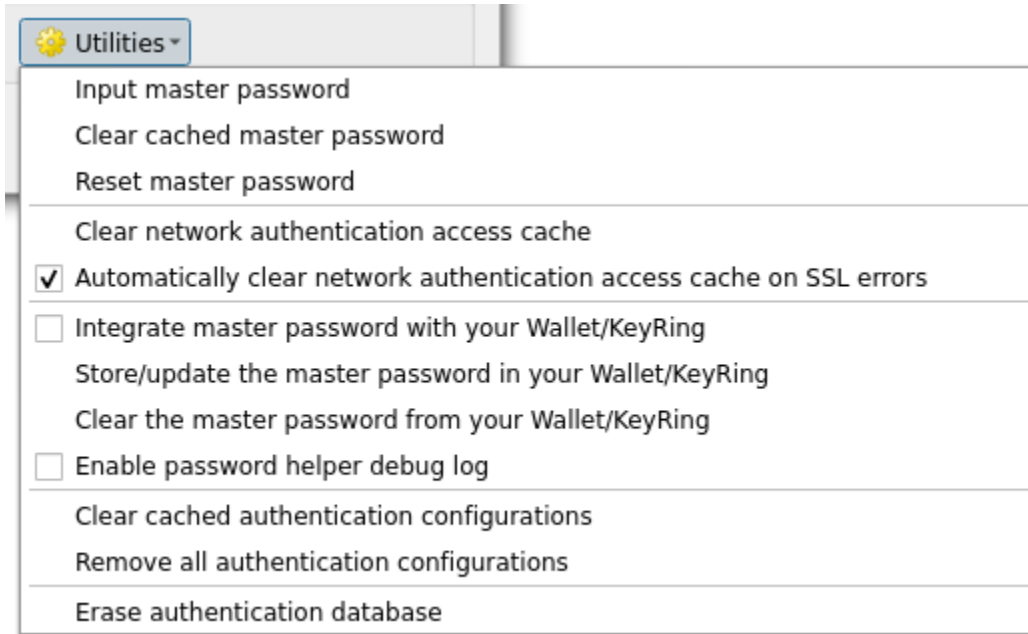 Utilities
Input master password
Clear cached master password
Reset master password
Clear network authentication access cache
Automatically clear network authentication access cache on SSL errors
Integrate master password with your Wallet/KeyRing
Store/update the master password in your Wallet/KeyRing
Clear the master password from your Wallet/KeyRing
Enable password helper debug log
Clear cached authentication configurations
Remove all authentication configurations
Erase authentication database